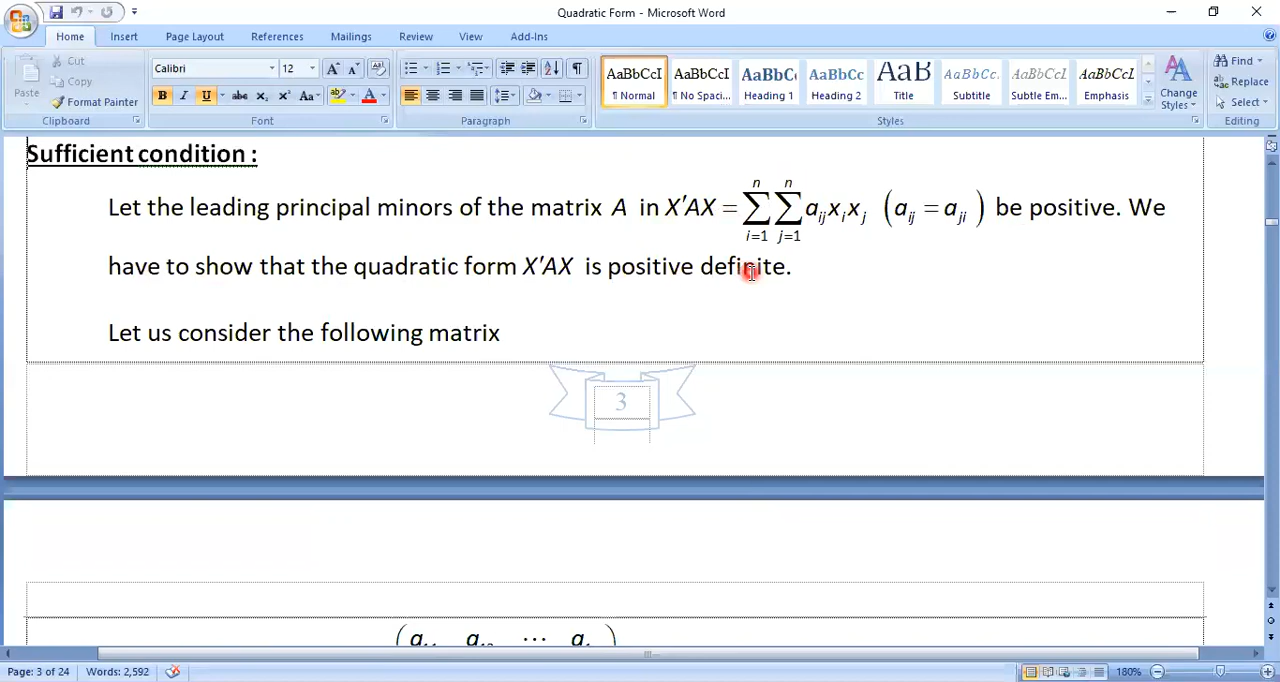 Quadratic Form - Microsoft Word
Home Insert Page Layout References Mailings Review View Add-Ins
Cut
Copy
Paste
Format Painter
Calibri 12
AaBbCcI AaBbCcI AaBbC AaBbCc AaB AaBbCc. AaBbCcI AaBbCcI
¶ Normal ¶ No Spaci... Heading 1 Heading 2 Title Subtitle Subtle Em... Emphasis
Change Styles
Find
Replace
Select
Clipboard Font Paragraph Styles Editing
Sufficient condition :
Let the leading principal minors of the matrix A in X′AX = ∑_{i=1}^{n} ∑_{j=1}^{n} a_{ij}x_{i}x_{j} (a_{ij} = a_{ji}) be positive. We
have to show that the quadratic form X′AX is positive definite.
Let us consider the following matrix
3
Page: 3 of 24 Words: 2,592 180%